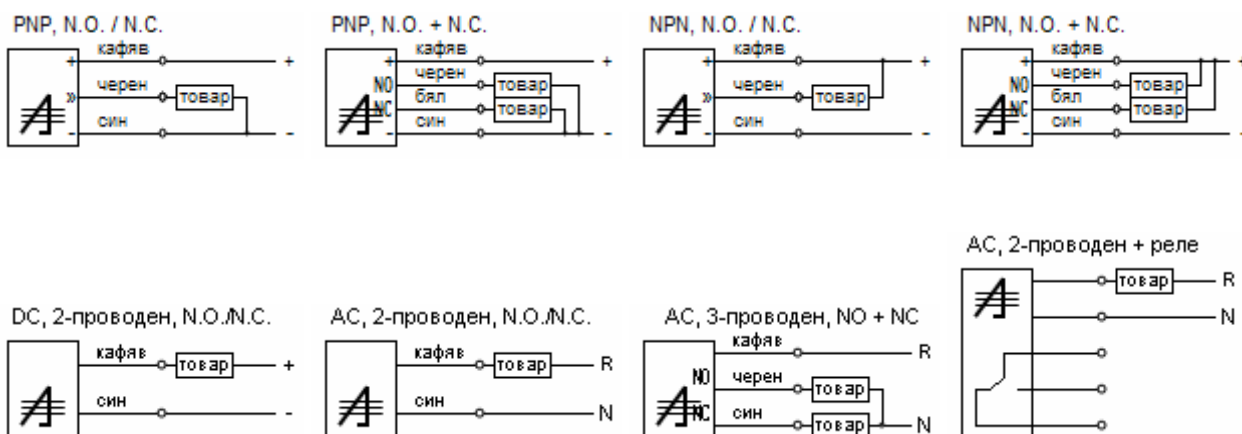 PNP, N.O. / N.C.
+ кафяв +
» черен товар
- син -
PNP, N.O. + N.C.
+ кафяв +
NO черен товар
NC бял товар
- син -
NPN, N.O. / N.C.
+ кафяв +
» черен товар
- син -
NPN, N.O. + N.C.
+ кафяв +
NO черен товар
NC бял товар
- син -
DC, 2-проводен, N.O./N.C.
кафяв товар +
син -
AC, 2-проводен, N.O./N.C.
кафяв товар R
син N
AC, 3-проводен, NO + NC
кафяв R
NO черен товар
NC син товар N
AC, 2-проводен + реле
товар R
N